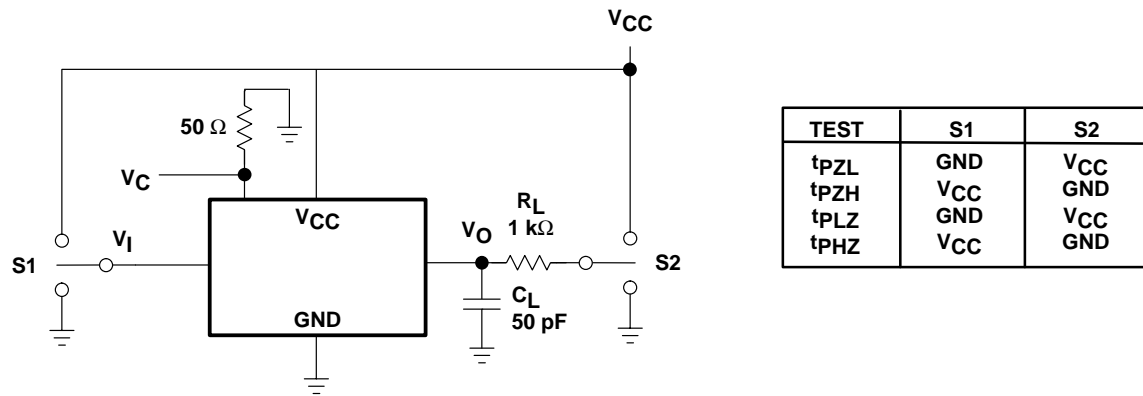 VCC
50 Ω
VC
VCC
RL
1 kΩ
VO
VI
S1
S2
CL
50 pF
GND
TEST S1 S2
tPZL GND VCC
tPZH VCC GND
tPLZ GND VCC
tPHZ VCC GND